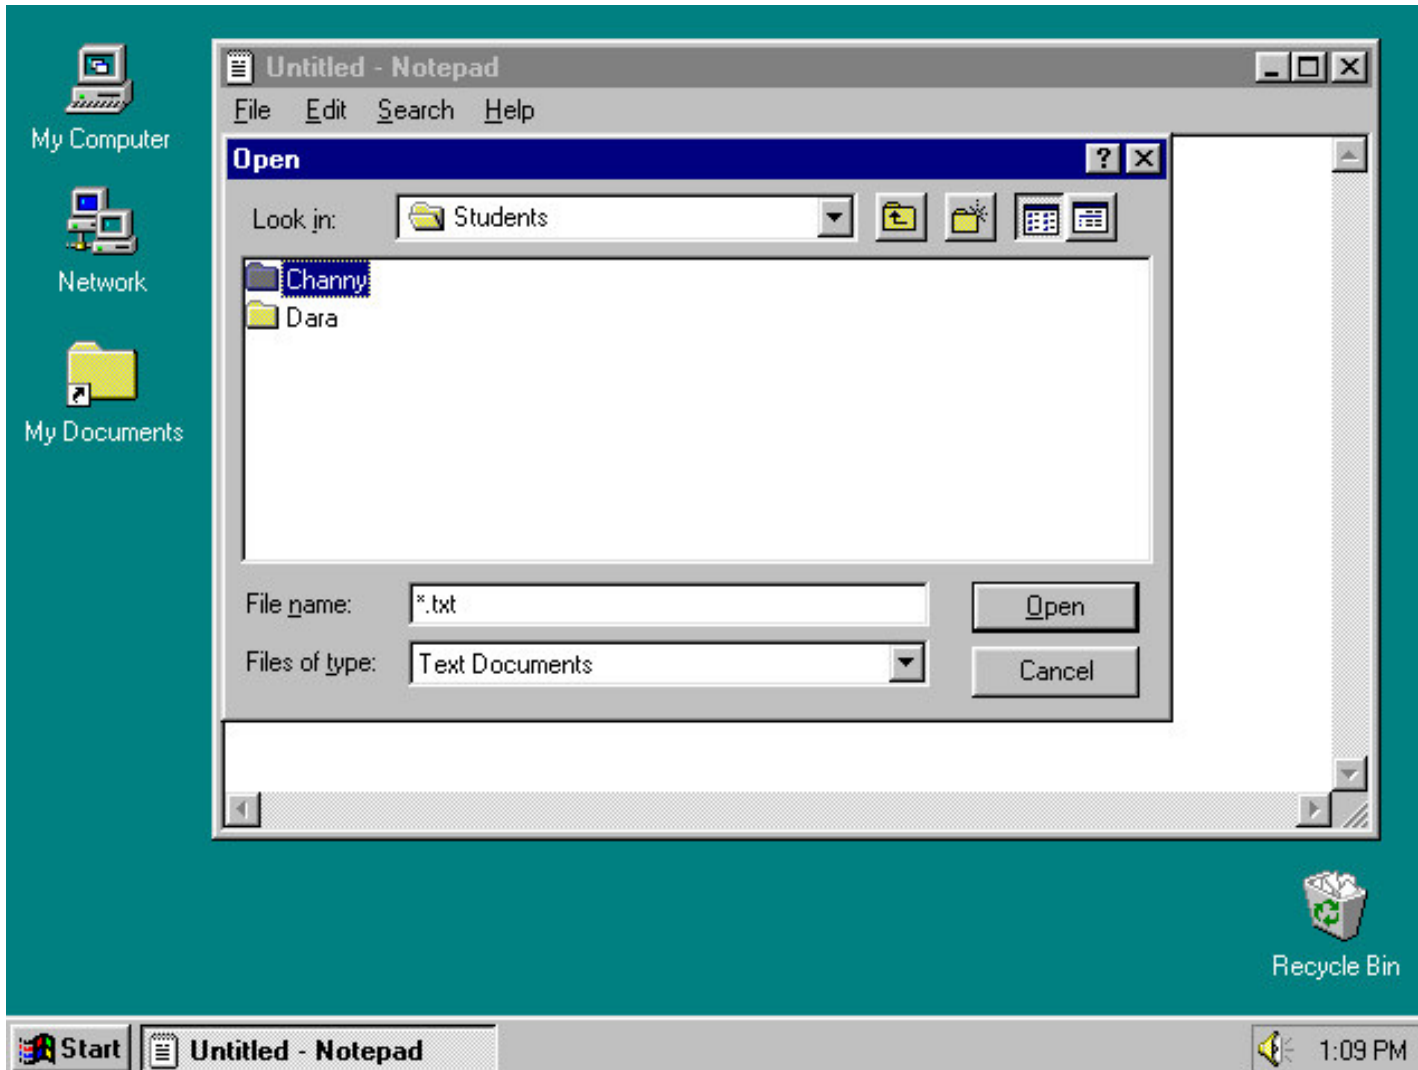 My Computer
Network
My Documents
Untitled - Notepad
File Edit Search Help
Open
Look in: Students
Channy
Dara
File name: *.txt
Open
Files of type: Text Documents
Cancel
Recycle Bin
Start Untitled - Notepad 1:09 PM